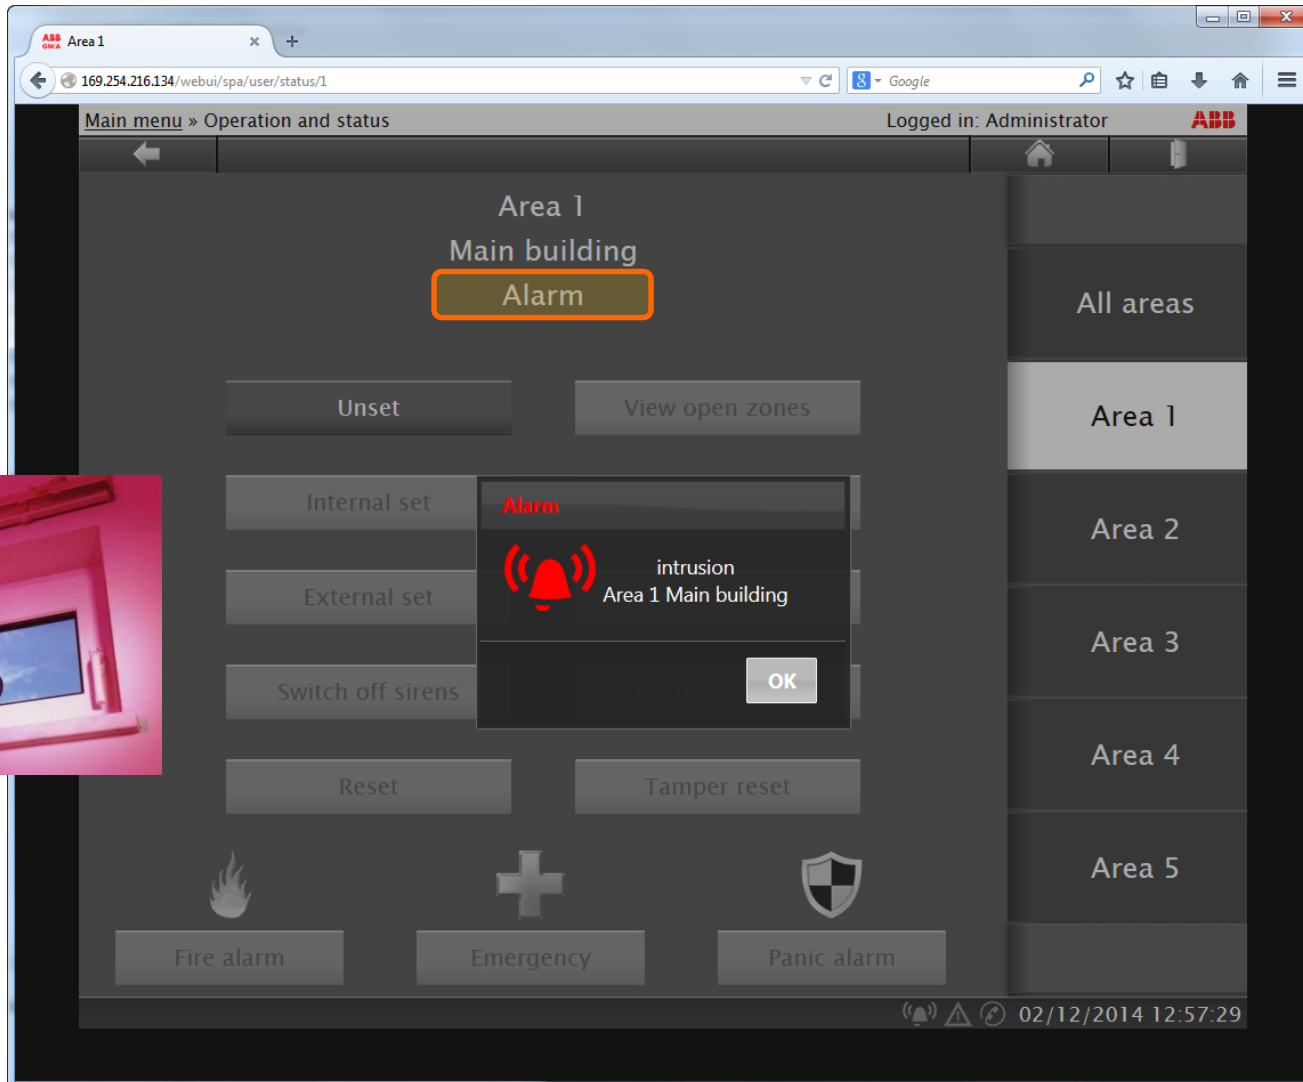 ABB
GM/A
Area 1
169.254.216.134/webui/spa/user/status/1
8
Google
Main menu » Operation and status
Logged in: Administrator
ABB
Area 1
Main building
Alarm
All areas
Unset
View open zones
Area 1
Internal set
Alarm
Area 2
intrusion
Area 1 Main building
External set
Area 3
Switch off sirens
OK
Area 4
Reset
Tamper reset
Area 5
Fire alarm
Emergency
Panic alarm
02/12/2014 12:57:29